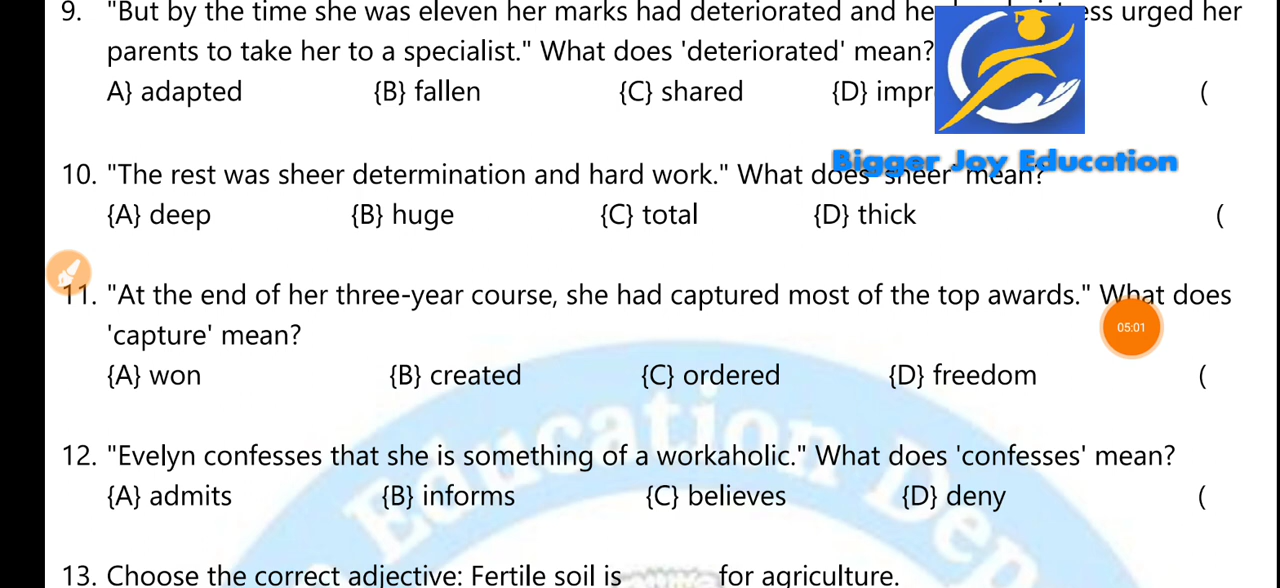 9. "But by the time she was eleven her marks had deteriorated and urged her
parents to take her to a specialist." What does 'deteriorated' mean?
A} adapted {B} fallen {C} shared {D} (
Bigger Joy Education
10. "The rest was sheer determination and hard work." What does 'sheer' mean?
{A} deep {B} huge {C} total {D} thick (
11. "At the end of her three-year course, she had captured most of the top awards." What does
'capture' mean?
05:01
{A} won {B} created {C} ordered {D} freedom (
Education Dep
12. "Evelyn confesses that she is something of a workaholic." What does 'confesses' mean?
{A} admits {B} informs {C} believes {D} deny (
13. Choose the correct adjective: Fertile soil is for agriculture.